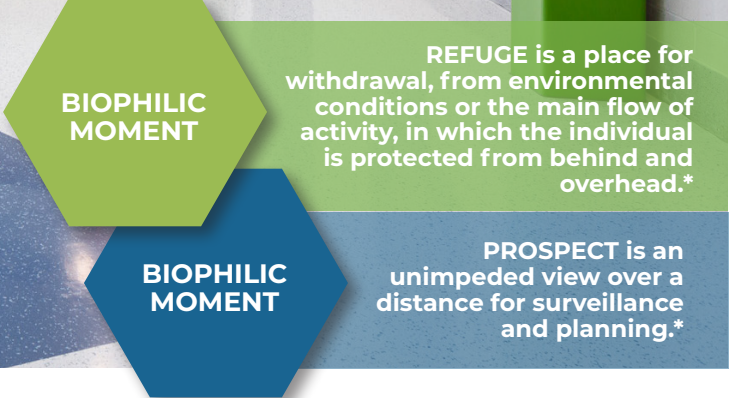 BIOPHILIC
MOMENT
REFUGE is a place for
withdrawal, from environmental
conditions or the main flow of
activity, in which the individual
is protected from behind and
overhead.*
BIOPHILIC
MOMENT
PROSPECT is an
unimpeded view over a
distance for surveillance
and planning.*